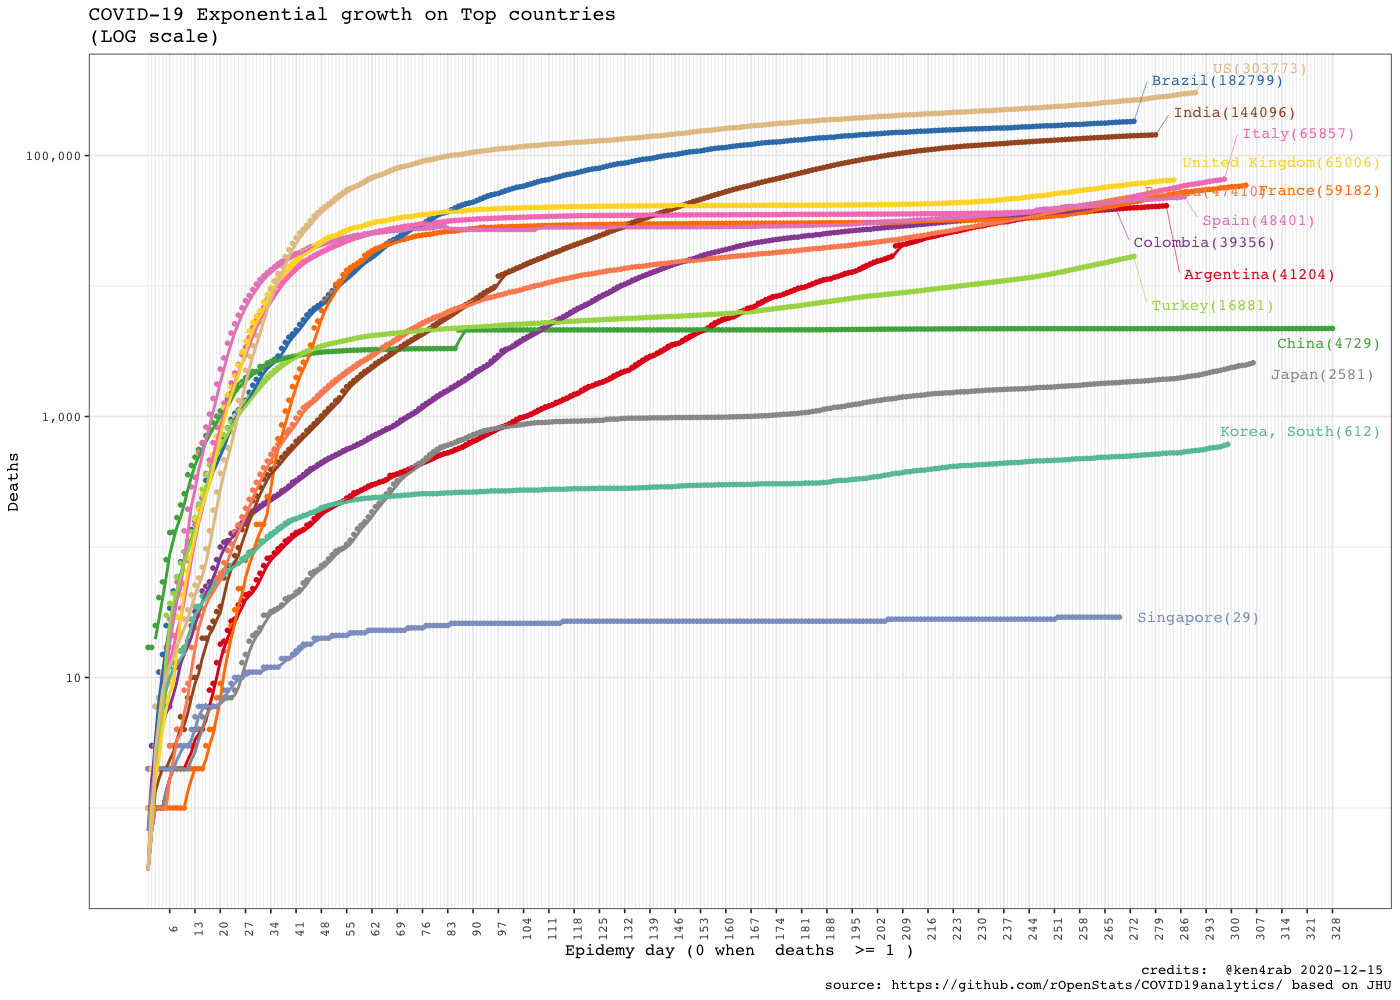 COVID-19 Exponential growth on Top countries
(LOG scale)
US(303773)
Brazil(182799)
India(144096)
Italy(65857)
100,000
United Kingdom(65006)
France(59182)
Spain(48401)
Colombia(39356)
Argentina(41204)
Turkey(16881)
China(4729)
Japan(2581)
1,000
Korea, South(612)
Deaths
Singapore(29)
10
6 13 20 27 34 41 48 55 62 69 76 83 90 97 104 111 118 125 132 139 146 153 160 167 174 181 188 195 202 209 216 223 230 237 244 251 258 265 272 279 286 293 300 307 314 321 328
Epidemy day (0 when deaths >= 1 )
credits: @ken4rab 2020-12-15
source: https://github.com/rOpenStats/COVID19analytics/ based on JHU